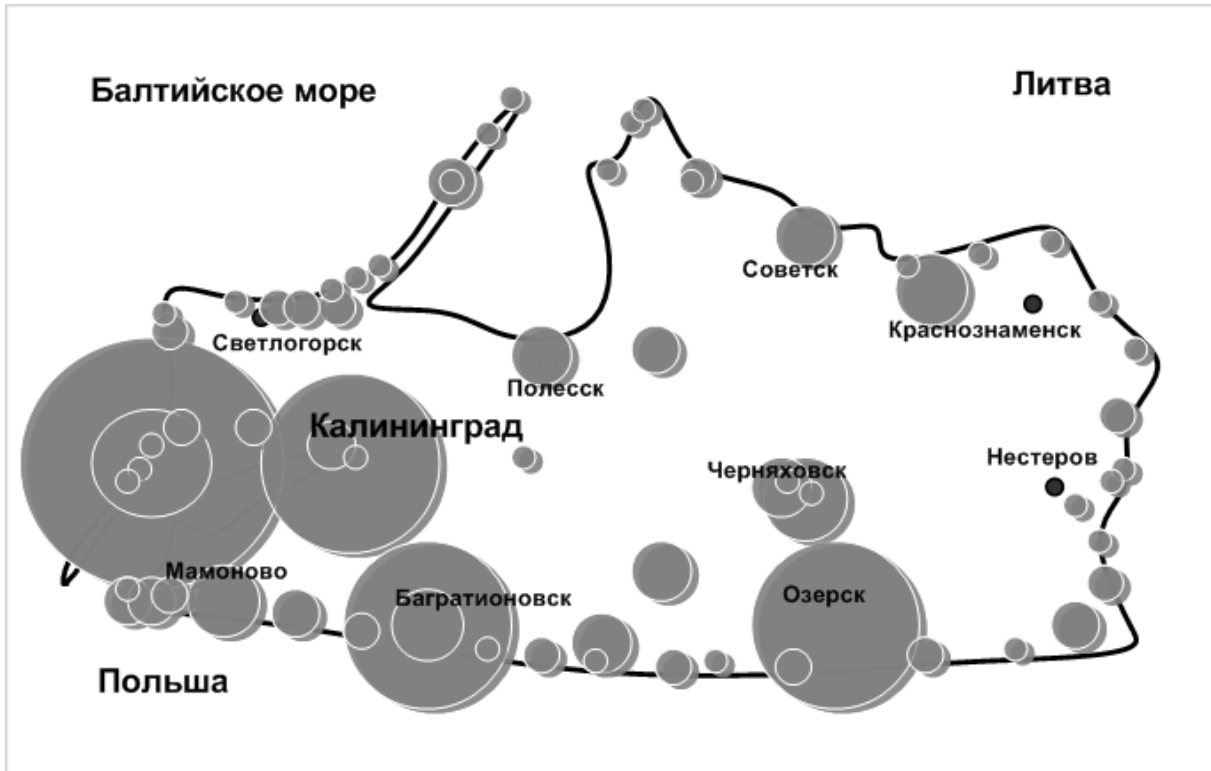 Балтийское море
Литва
Советск
Светлогорск
Краснознаменск
Полесск
Калининград
Нестеров
Черняховск
Мамоново
Багратионовск
Озерск
Польша